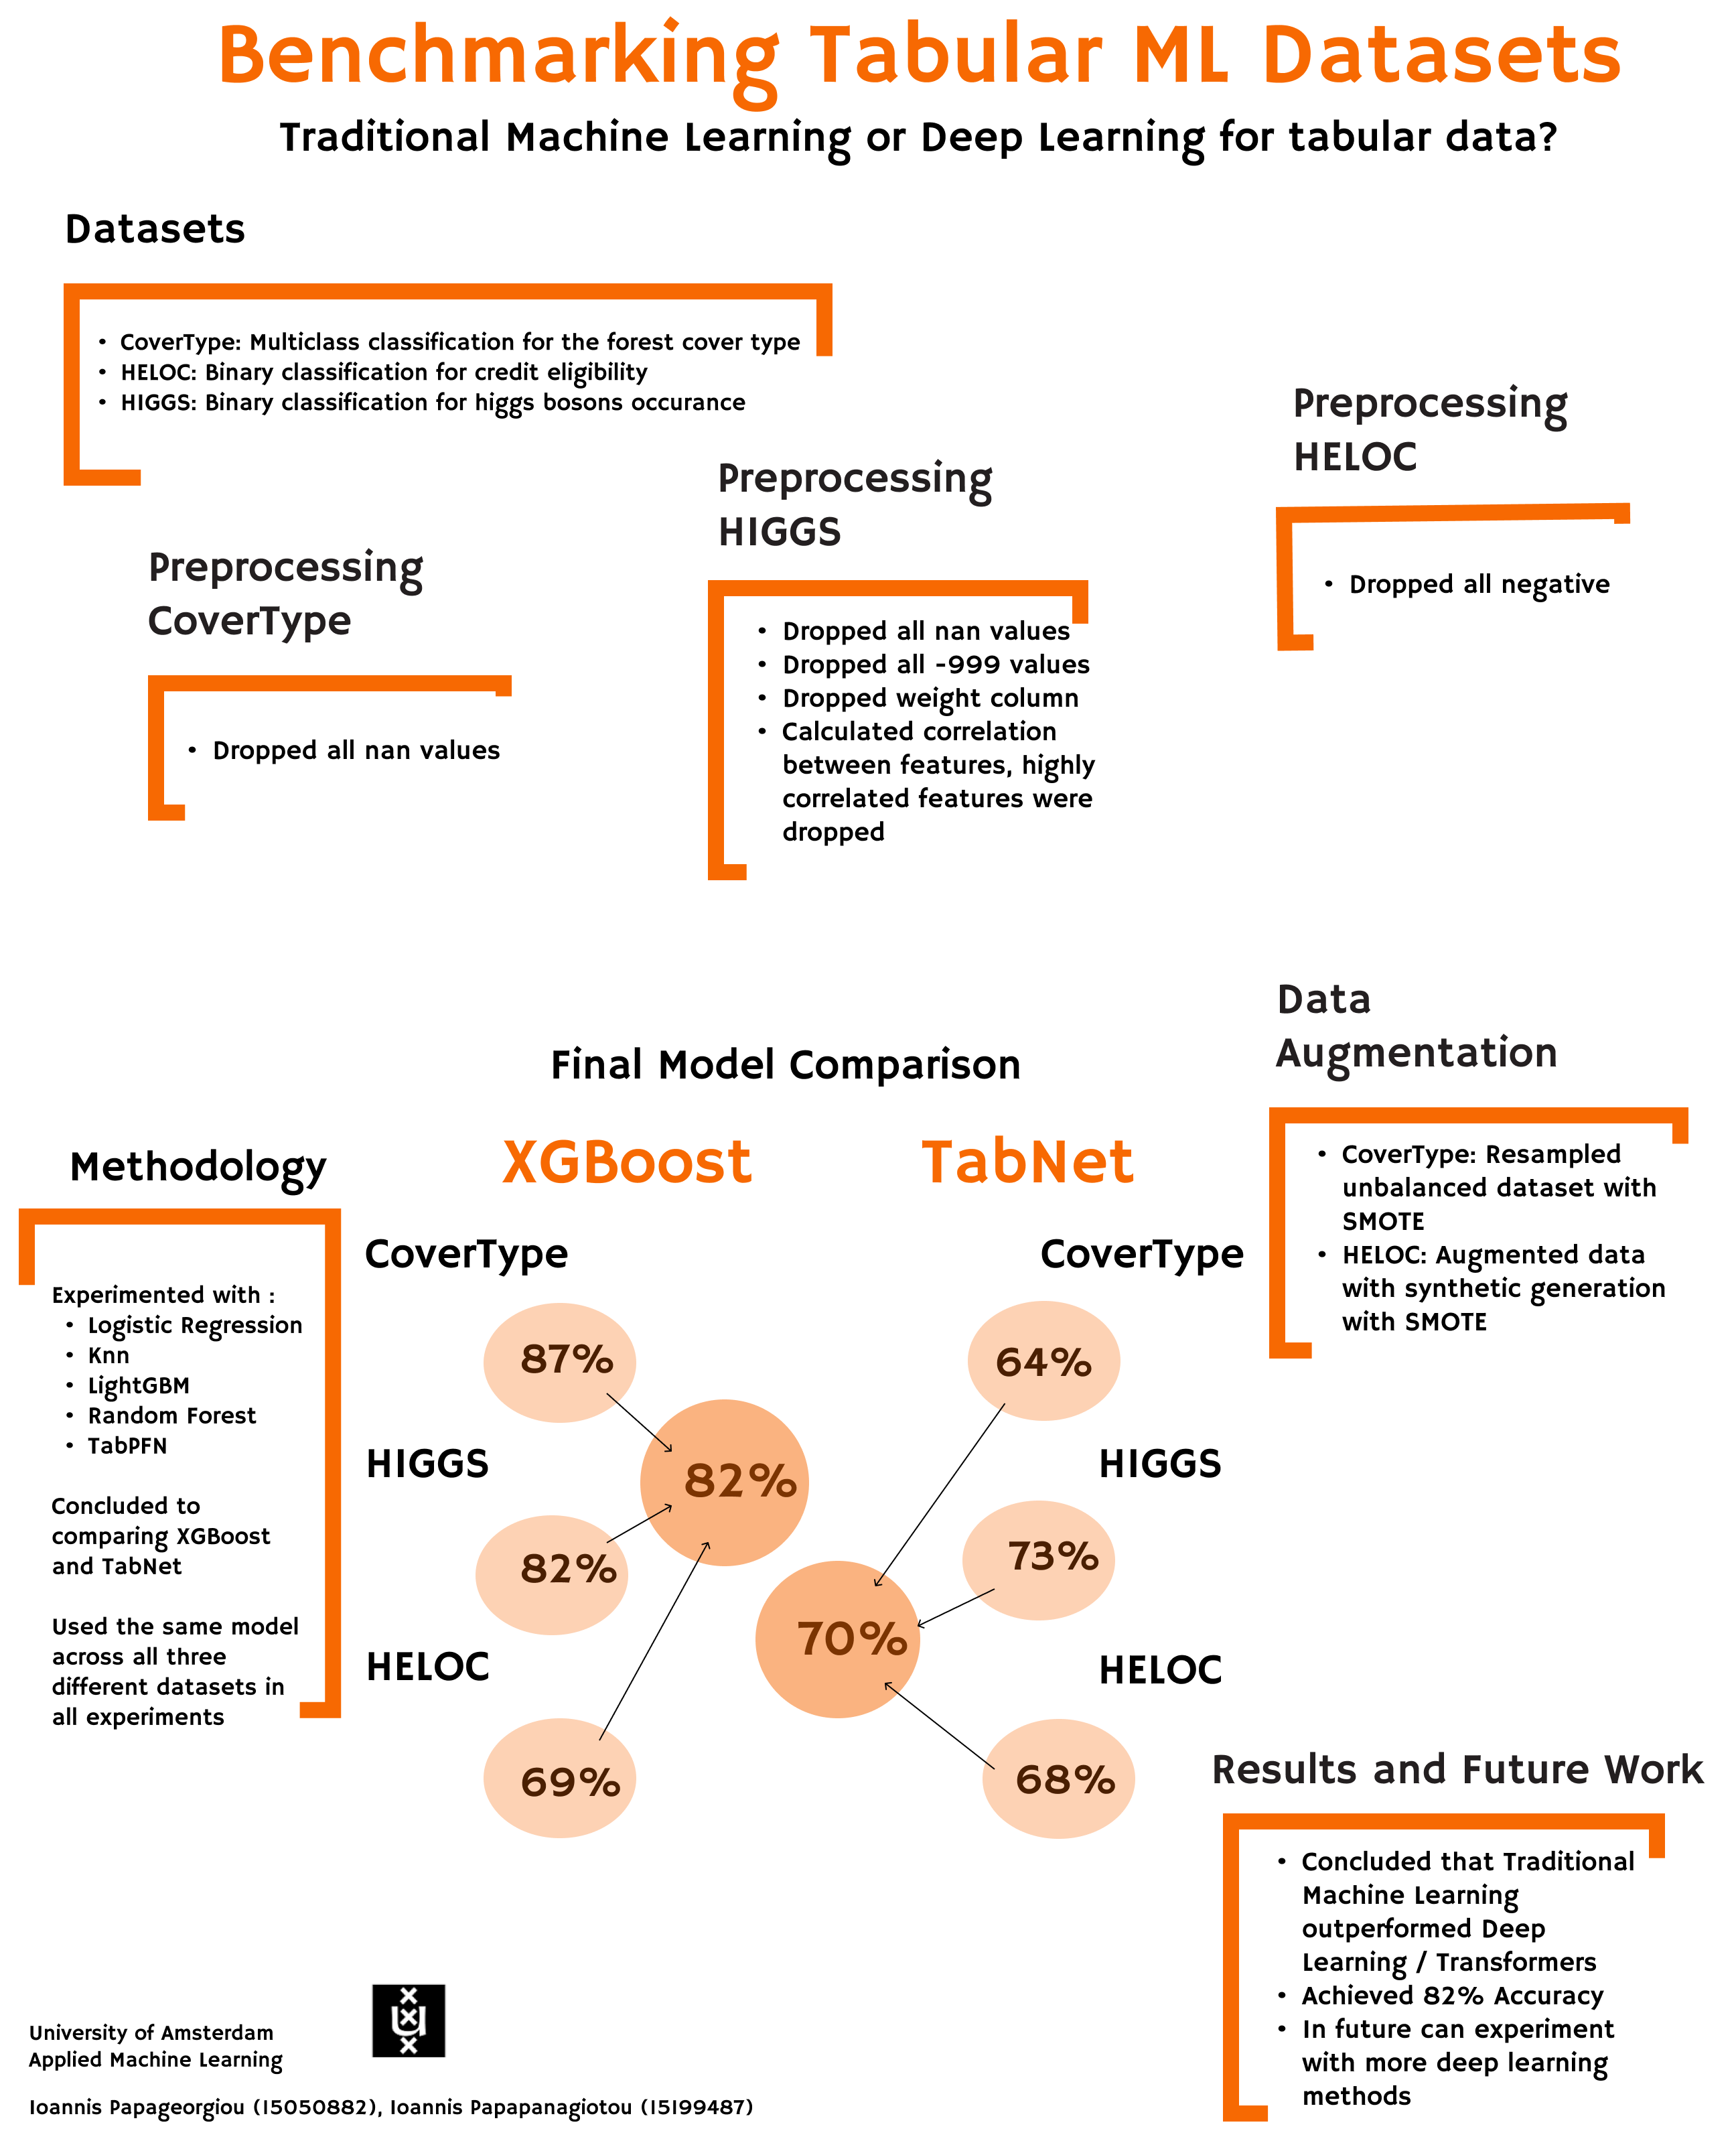 Benchmarking Tabular ML Datasets
Traditional Machine Learning or Deep Learning for tabular data?
Datasets
• CoverType: Multiclass classification for the forest cover type
• HELOC: Binary classification for credit eligibility
• HIGGS: Binary classification for higgs bosons occurance
Preprocessing
CoverType
• Dropped all nan values
Preprocessing
HIGGS
• Dropped all nan values
• Dropped all -999 values
• Dropped weight column
• Calculated correlation
between features, highly
correlated features were
dropped
Preprocessing
HELOC
• Dropped all negative
Methodology
Experimented with :
• Logistic Regression
• Knn
• LightGBM
• Random Forest
• TabPFN
Concluded to
comparing XGBoost
and TabNet
Used the same model
across all three
different datasets in
all experiments
Final Model Comparison
XGBoost
CoverType
87%
HIGGS
82%
82%
HELOC
69%
TabNet
CoverType
64%
HIGGS
73%
70%
HELOC
68%
Data
Augmentation
• CoverType: Resampled
unbalanced dataset with
SMOTE
• HELOC: Augmented data
with synthetic generation
with SMOTE
Results and Future Work
• Concluded that Traditional
Machine Learning
outperformed Deep
Learning / Transformers
• Achieved 82% Accuracy
• In future can experiment
with more deep learning
methods
University of Amsterdam
Applied Machine Learning
Ioannis Papageorgiou (15050882), Ioannis Papapanagiotou (15199487)